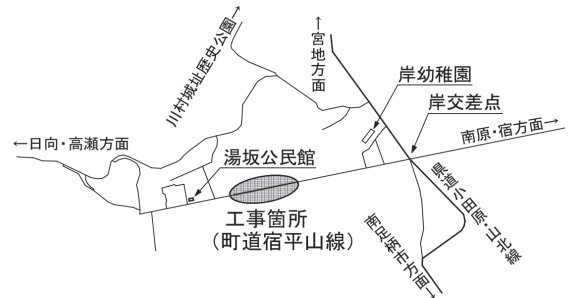 川村城址歴史公園→
←宮地方面
岸幼稚園
岸交差点
南原・宿方面→
←日向・高瀬方面
湯坂公民館
工事箇所
（町道宿平山線）
県道小田原・山北線
南足柄市方面→